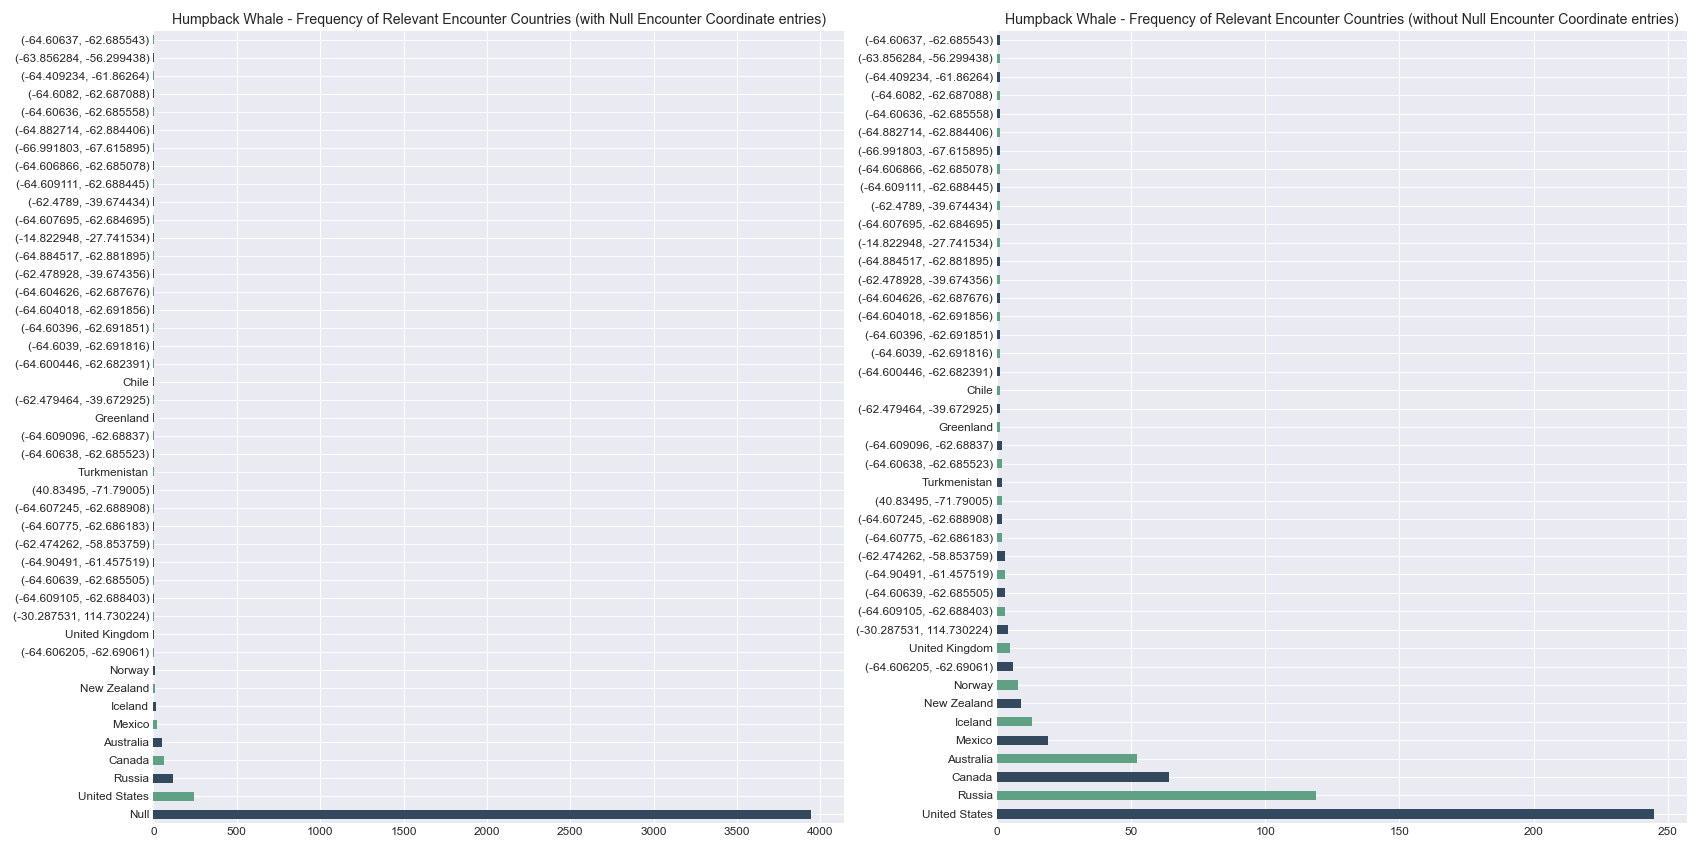 Humpback Whale - Frequency of Relevant Encounter Countries (with Null Encounter Coordinate entries)
(-64.60637, -62.685543)
(-63.856284, -56.299438)
(-64.409234, -61.86264)
(-64.6082, -62.687088)
(-64.60636, -62.685558)
(-64.882714, -62.884406)
(-66.991803, -67.615895)
(-64.606866, -62.685078)
(-64.609111, -62.688445)
(-62.4789, -39.674434)
(-64.607695, -62.684695)
(-14.822948, -27.741534)
(-64.884517, -62.881895)
(-62.478928, -39.674356)
(-64.604626, -62.687676)
(-64.604018, -62.691856)
(-64.60396, -62.691851)
(-64.6039, -62.691816)
(-64.600446, -62.682391)
Chile
(-62.479464, -39.672925)
Greenland
(-64.609096, -62.68837)
(-64.60638, -62.685523)
Turkmenistan
(40.83495, -71.79005)
(-64.607245, -62.688908)
(-64.60775, -62.686183)
(-62.474262, -58.853759)
(-64.90491, -61.457519)
(-64.60639, -62.685505)
(-64.609105, -62.688403)
(-30.287531, 114.730224)
United Kingdom
(-64.606205, -62.69061)
Norway
New Zealand
Iceland
Mexico
Australia
Canada
Russia
United States
Null
0 500 1000 1500 2000 2500 3000 3500 4000
Humpback Whale - Frequency of Relevant Encounter Countries (without Null Encounter Coordinate entries)
(-64.60637, -62.685543)
(-63.856284, -56.299438)
(-64.409234, -61.86264)
(-64.6082, -62.687088)
(-64.60636, -62.685558)
(-64.882714, -62.884406)
(-66.991803, -67.615895)
(-64.606866, -62.685078)
(-64.609111, -62.688445)
(-62.4789, -39.674434)
(-64.607695, -62.684695)
(-14.822948, -27.741534)
(-64.884517, -62.881895)
(-62.478928, -39.674356)
(-64.604626, -62.687676)
(-64.604018, -62.691856)
(-64.60396, -62.691851)
(-64.6039, -62.691816)
(-64.600446, -62.682391)
Chile
(-62.479464, -39.672925)
Greenland
(-64.609096, -62.68837)
(-64.60638, -62.685523)
Turkmenistan
(40.83495, -71.79005)
(-64.607245, -62.688908)
(-64.60775, -62.686183)
(-62.474262, -58.853759)
(-64.90491, -61.457519)
(-64.60639, -62.685505)
(-64.609105, -62.688403)
(-30.287531, 114.730224)
United Kingdom
(-64.606205, -62.69061)
Norway
New Zealand
Iceland
Mexico
Australia
Canada
Russia
United States
0 50 100 150 200 250